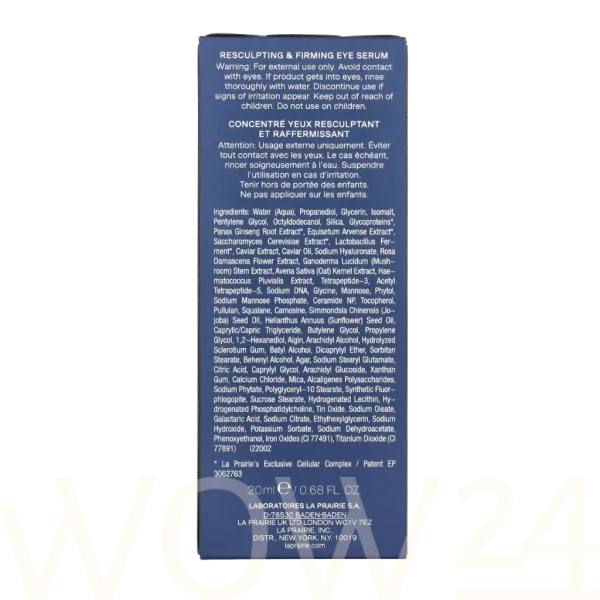 RESCULPTING & FIRMING EYE SERUM
Warning: For external use only. Avoid contact
with eyes. If product gets into eyes, rinse
thoroughly with water. Discontinue use if
signs of irritation appear. Keep out of reach of
children. Do not use on children.
CONCENTRÉ YEUX RESCULPTANT
ET RAFFERMISSANT
Attention: Usage externe uniquement. Éviter
tout contact avec les yeux. Le cas échéant,
rincer soigneusement à l'eau. Suspendre
l'utilisation en cas d'irritation.
Tenir hors de portée des enfants.
Ne pas appliquer sur les enfants.
Ingredients: Water (Aqua), Propanediol, Glycerin, Isomalt,
Pentylene Glycol, Octyldodecanol, Silica, Glycoproteins*,
Panax Ginseng Root Extract*, Equisetum Arvense Extract*,
Saccharomyces Cerevisiae Extract*, Lactobacillus Fer-
ment*, Caviar Extract, Caviar Oil, Sodium Hyaluronate, Rosa
Damascena Flower Extract, Ganoderma Lucidum (Mush-
room) Stem Extract, Avena Sativa (Oat) Kernel Extract, Hae-
matococcus Pluvialis Extract, Tetrapeptide-3, Acetyl
Tetrapeptide-5, Sodium DNA, Glycine, Mannose, Phytol,
Sodium Mannose Phosphate, Ceramide NP, Tocopherol,
Pullulan, Squalane, Carnosine, Simmondsia Chinensis (Jo-
joba) Seed Oil, Helianthus Annuus (Sunflower) Seed Oil,
Caprylic/Capric Triglyceride, Butylene Glycol, Propylene
Glycol, 1,2-Hexanediol, Algin, Arachidyl Alcohol, Hydrolyzed
Sclerotium Gum, Batyl Alcohol, Dicaprylyl Ether, Sorbitan
Stearate, Behenyl Alcohol, Agar, Sodium Stearyl Glutamate,
Citric Acid, Caprylyl Glycol, Arachidyl Glucoside, Xanthan
Gum, Calcium Chloride, Mica, Alcaligenes Polysaccharides,
Sodium Phytate, Polyglyceryl-10 Stearate, Synthetic Fluor-
phlogopite, Sucrose Stearate, Hydrogenated Lecithin, Hy-
drogenated Phosphatidylcholine, Tin Oxide, Sodium Oleate,
Galactaric Acid, Sodium Citrate, Ethylhexylglycerin, Sodium
Hydroxide, Potassium Sorbate, Sodium Dehydroacetate,
Phenoxyethanol, Iron Oxides (CI 77491), Titanium Dioxide (CI
77891) i22002
* La Prairie's Exclusive Cellular Complex / Patent EP
3062763
20ml e / 0.68 FL. OZ
LABORATOIRES LA PRAIRIE S.A.
D-76530 BADEN-BADEN /
LA PRAIRIE UK LTD LONDON WC1V 7EZ
LA PRAIRIE, INC.,
DISTR., NEW YORK, N.Y. 10019
laprairie.com
WOW24